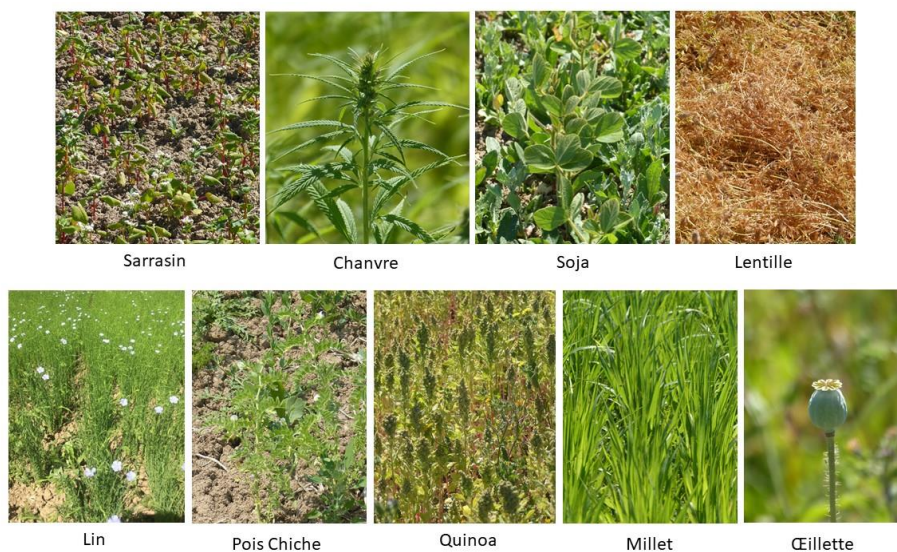 Sarrasin
Chanvre
Soja
Lentille
Lin
Pois Chiche
Quinoa
Millet
Œillette